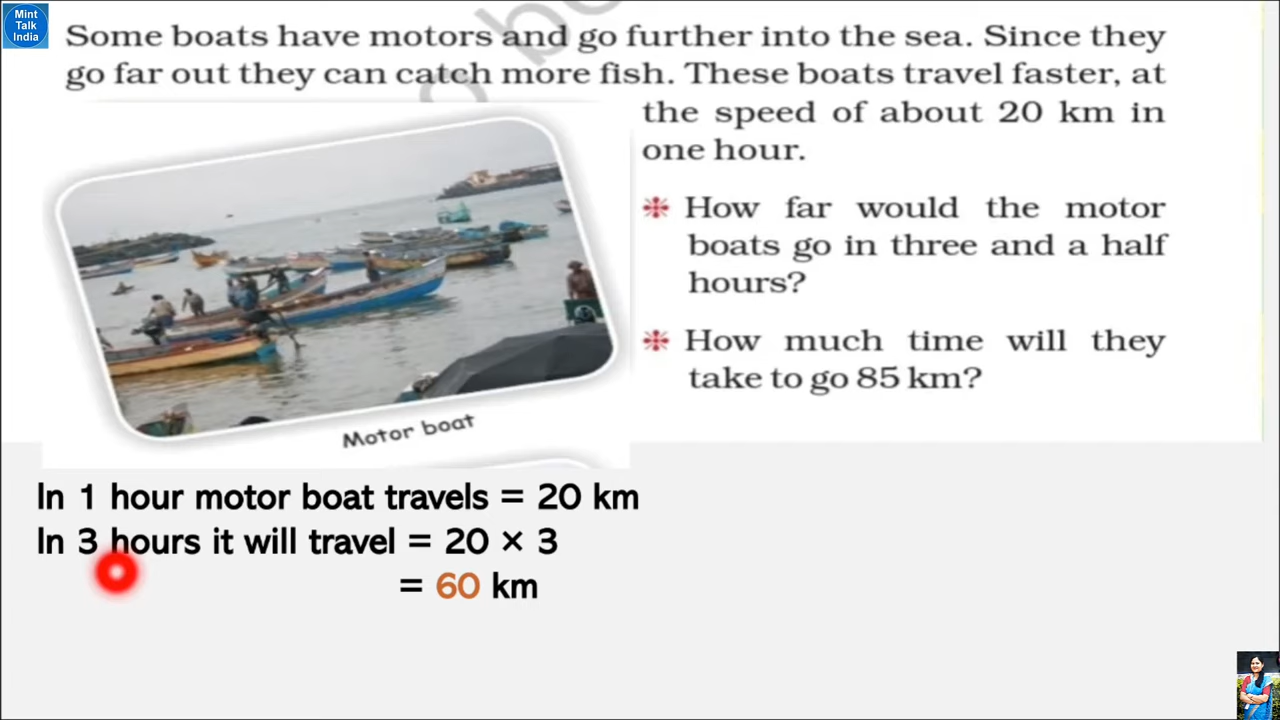 Mint
Talk
India
Some boats have motors and go further into the sea. Since they
go far out they can catch more fish. These boats travel faster, at
the speed of about 20 km in
one hour.
How far would the motor
boats go in three and a half
hours?
How much time will they
take to go 85 km?
Motor boat
In 1 hour motor boat travels = 20 km
In 3 hours it will travel = 20 × 3
= 60 km